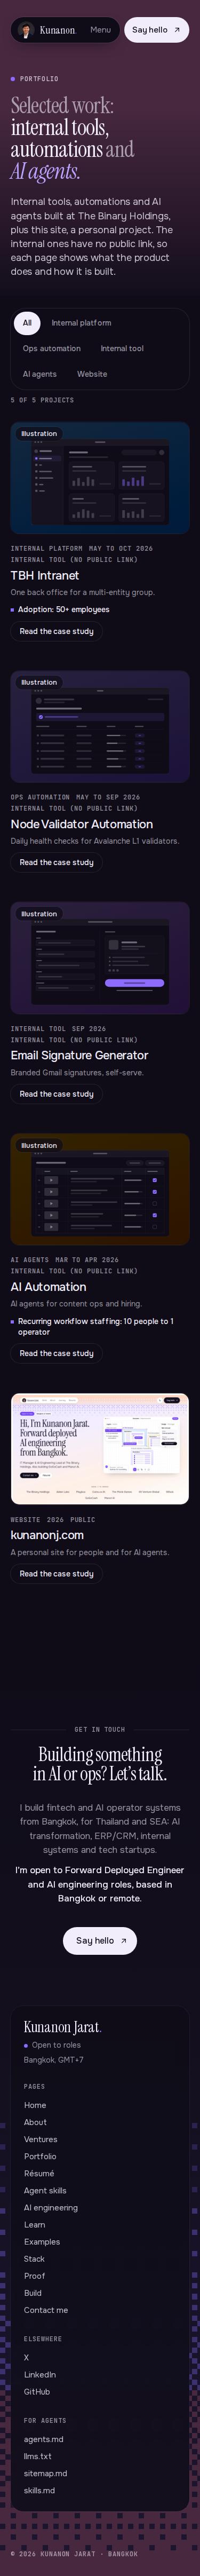 Kunanon.
Menu
Say hello
PORTFOLIO
Selected work:
internal tools,
automations and
AI agents.
Internal tools, automations and AI
agents built at The Binary Holdings,
plus this site, a personal project. The
internal ones have no public link, so
each page shows what the product
does and how it is built.
All
Internal platform
Ops automation
Internal tool
AI agents
Website
5 OF 5 PROJECTS
Illustration
INTERNAL PLATFORM MAY TO OCT 2026
INTERNAL TOOL (NO PUBLIC LINK)
TBH Intranet
One back office for a multi-entity group.
Adoption: 50+ employees
Read the case study
Illustration
OPS AUTOMATION MAY TO SEP 2026
INTERNAL TOOL (NO PUBLIC LINK)
Node Validator Automation
Daily health checks for Avalanche L1 validators.
Read the case study
Illustration
INTERNAL TOOL SEP 2026
INTERNAL TOOL (NO PUBLIC LINK)
Email Signature Generator
Branded Gmail signatures, self-serve.
Read the case study
Illustration
AI AGENTS MAR TO APR 2026
INTERNAL TOOL (NO PUBLIC LINK)
AI Automation
AI agents for content ops and hiring.
Recurring workflow staffing: 10 people to 1
operator
Read the case study
Hi, I'm Kunanon Jarat.
Forward deployed
AI engineering
from Bangkok.
WEBSITE 2026 PUBLIC
kunanonj.com
A personal site for people and for AI agents.
Read the case study
GET IN TOUCH
Building something
in AI or ops? Let's talk.
I build fintech and AI operator systems
from Bangkok, for Thailand and SEA: AI
transformation, ERP/CRM, internal
systems and tech startups.
I'm open to Forward Deployed Engineer
and AI engineering roles, based in
Bangkok or remote.
Say hello
Kunanon Jarat.
Open to roles
Bangkok, GMT+7
PAGES
Home
About
Ventures
Portfolio
Résumé
Agent skills
AI engineering
Learn
Examples
Stack
Proof
Build
Contact me
ELSEWHERE
X
LinkedIn
GitHub
FOR AGENTS
agents.md
llms.txt
sitemap.md
skills.md
© 2026 KUNANON JARAT · BANGKOK